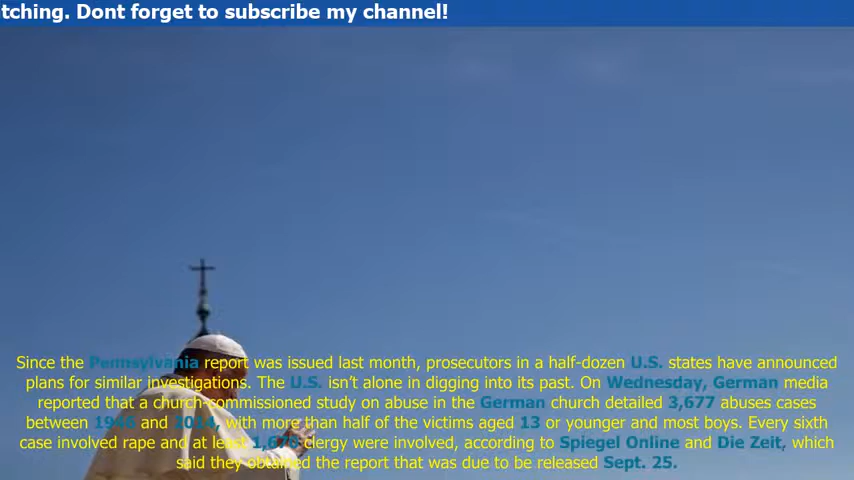 tching. Dont forget to subscribe my channel!
Since the Pennsylvania report was issued last month, prosecutors in a half-dozen U.S. states have announced
plans for similar investigations. The U.S. isn’t alone in digging into its past. On Wednesday, German media
reported that a church-commissioned study on abuse in the German church detailed 3,677 abuses cases
between 1946 and 2014, with more than half of the victims aged 13 or younger and most boys. Every sixth
case involved rape and at least clergy were involved, according to Spiegel Online and Die Zeit, which
said they obtained the report that was due to be released Sept. 25.